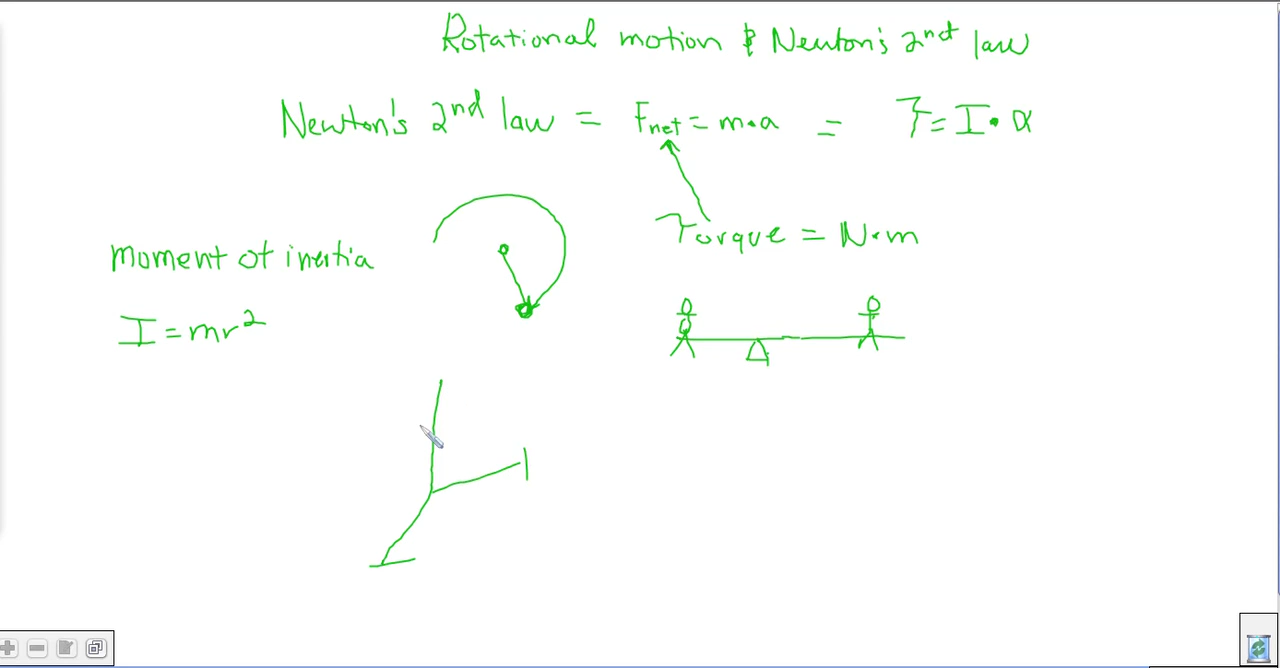 Rotational motion & Newton's 2nd law
Newton's 2nd law = Fnet = m•a = τ = I • α
Torque = N•m
moment of inertia
I = mr²